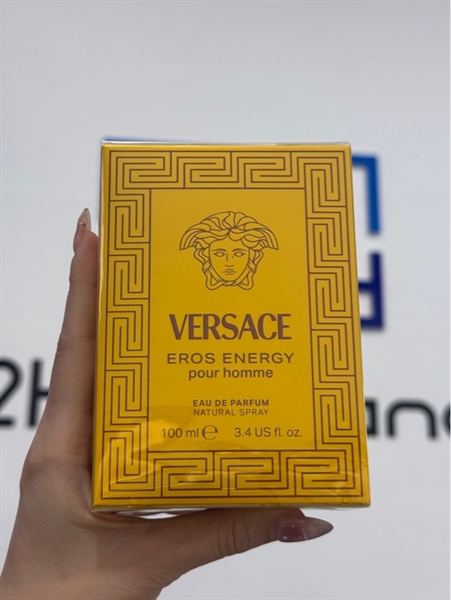 VERSACE
EROS ENERGY
pour homme
EAU DE PARFUM
NATURAL SPRAY
100 ml ℮ 3.4 US fl. oz.